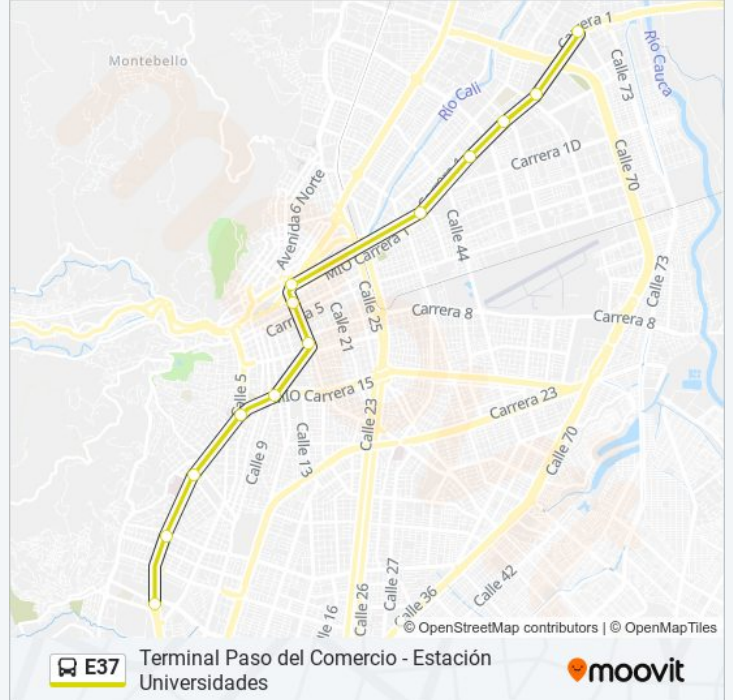 Carrera 1
Montebello
Río Cali
Calle 73
Río Cauca
Carrera 1D
Calle 70
Avenida6 Norte
Calle 44
MIO Carrera 1
Calle 73
Calle 25
Carrera 5
Calle 21
Carrera 8
Carrera 8
Calle 5
MIO Carrera 15
Carrera 23
Calle 23
Calle 9
Calle 13
Calle 70
Calle 27
Calle 42
Calle 26
Calle 36
lle 16
© OpenStreetMap contributors | © OpenMapTiles
E37
Terminal Paso del Comercio - Estación
Universidades
moovit